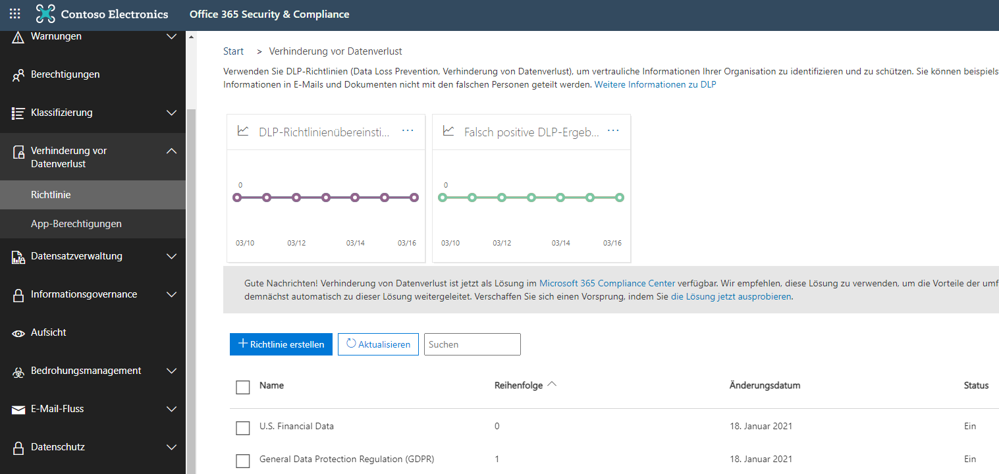 Contoso Electronics Office 365 Security & Compliance
Warnungen
Berechtigungen
Klassifizierung
Verhinderung vor
Datenverlust
Richtlinie
App-Berechtigungen
Datensatzverwaltung
Informationsgovernance
Aufsicht
Bedrohungsmanagement
E-Mail-Fluss
Datenschutz
Start > Verhinderung vor Datenverlust
Verwenden Sie DLP-Richtlinien (Data Loss Prevention, Verhinderung von Datenverlust), um vertrauliche Informationen Ihrer Organisation zu identifizieren und zu schützen. Sie können beispiels
Informationen in E-Mails und Dokumenten nicht mit den falschen Personen geteilt werden. Weitere Informationen zu DLP
DLP-Richtlinienübereinsti... ...
0
03/10 03/12 03/14 03/16
Falsch positive DLP-Ergeb... ...
0
03/10 03/12 03/14 03/16
Gute Nachrichten! Verhinderung von Datenverlust ist jetzt als Lösung im Microsoft 365 Compliance Center verfügbar. Wir empfehlen, diese Lösung zu verwenden, um die Vorteile der umf
demnächst automatisch zu dieser Lösung weitergeleitet. Verschaffen Sie sich einen Vorsprung, indem Sie die Lösung jetzt ausprobieren.
+ Richtlinie erstellen Aktualisieren Suchen
Name Reihenfolge Änderungsdatum Status
U.S. Financial Data 0 18. Januar 2021 Ein
General Data Protection Regulation (GDPR) 1 18. Januar 2021 Ein